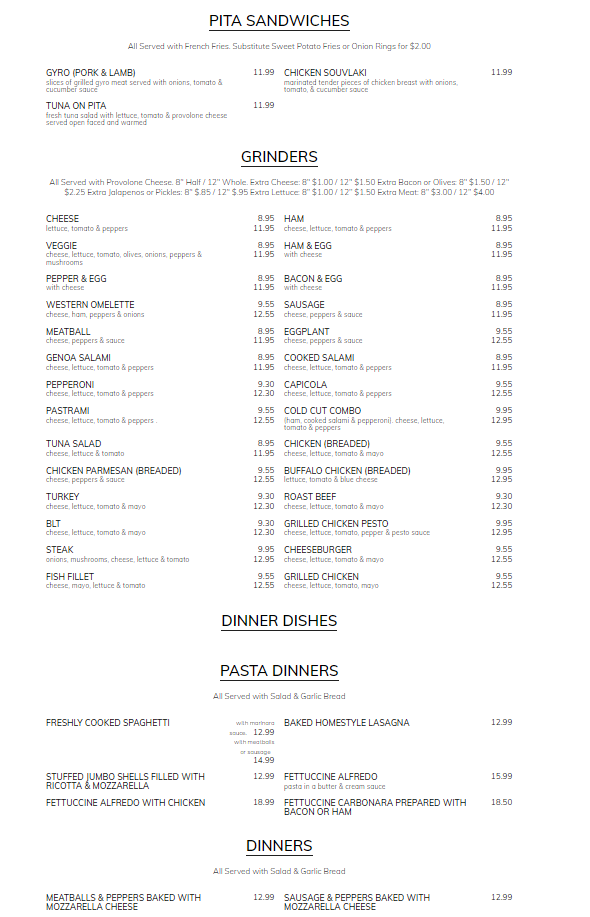 PITA SANDWICHES
All Served with French Fries. Substitute Sweet Potato Fries or Onion Rings for $2.00
GYRO (PORK & LAMB) 11.99
slices of grilled gyro meat served with onions, tomato &
cucumber sauce
CHICKEN SOUVLAKI 11.99
marinated tender pieces of chicken breast with onions,
tomato, & cucumber sauce
TUNA ON PITA 11.99
fresh tuna salad with lettuce, tomato & provolone cheese
served open faced and warmed
GRINDERS
All Served with Provolone Cheese. 8" Half / 12" Whole. Extra Cheese: 8" $1.00 / 12" $1.50 Extra Bacon or Olives: 8" $1.50 / 12"
$2.25 Extra Jalapenos or Pickles: 8" $.85 / 12" $.95 Extra Lettuce: 8" $1.00 / 12" $1.50 Extra Meat: 8" $3.00 / 12" $4.00
CHEESE 8.95
lettuce, tomato & peppers 11.95
HAM 8.95
cheese, lettuce, tomato & peppers 11.95
VEGGIE 8.95
cheese, lettuce, tomato, olives, onions, peppers & 11.95
mushrooms
HAM & EGG 8.95
with cheese 11.95
PEPPER & EGG 8.95
with cheese 11.95
BACON & EGG 8.95
with cheese 11.95
WESTERN OMELETTE 9.55
cheese, ham, peppers & onions 12.55
SAUSAGE 8.95
cheese, peppers & sauce 11.95
MEATBALL 8.95
cheese, peppers & sauce 11.95
EGGPLANT 9.55
cheese, peppers & sauce 12.55
GENOA SALAMI 8.95
cheese, lettuce, tomato & peppers 11.95
COOKED SALAMI 8.95
cheese, lettuce, tomato & peppers 11.95
PEPPERONI 9.30
cheese, lettuce, tomato & peppers 12.30
CAPICOLA 9.55
cheese, lettuce, tomato & peppers 12.55
PASTRAMI 9.55
cheese, lettuce, tomato & peppers . 12.55
COLD CUT COMBO 9.95
(ham, cooked salami & pepperoni), cheese, lettuce, 12.95
tomato & peppers
TUNA SALAD 8.95
cheese, lettuce & tomato 11.95
CHICKEN (BREADED) 9.55
cheese, lettuce, tomato & mayo 12.55
CHICKEN PARMESAN (BREADED) 9.55
cheese, peppers & sauce 12.55
BUFFALO CHICKEN (BREADED) 9.95
lettuce, tomato & blue cheese 12.95
TURKEY 9.30
cheese, lettuce, tomato & mayo 12.30
ROAST BEEF 9.30
cheese, lettuce, tomato & mayo 12.30
BLT 9.30
cheese, lettuce, tomato & mayo 12.30
GRILLED CHICKEN PESTO 9.95
cheese, lettuce, tomato, pepper & pesto sauce 12.95
STEAK 9.95
onions, mushrooms, cheese, lettuce & tomato 12.95
CHEESEBURGER 9.55
cheese, lettuce, tomato & mayo 12.55
FISH FILLET 9.55
cheese, mayo, lettuce & tomato 12.55
GRILLED CHICKEN 9.55
cheese, lettuce, tomato, mayo 12.55
DINNER DISHES
PASTA DINNERS
All Served with Salad & Garlic Bread
FRESHLY COOKED SPAGHETTI with marinara
sauce. 12.99
with meatballs
or sausage
14.99
BAKED HOMESTYLE LASAGNA 12.99
STUFFED JUMBO SHELLS FILLED WITH 12.99
RICOTTA & MOZZARELLA
FETTUCCINE ALFREDO 15.99
pasta in a butter & cream sauce
FETTUCCINE ALFREDO WITH CHICKEN 18.99
FETTUCCINE CARBONARA PREPARED WITH 18.50
BACON OR HAM
DINNERS
All Served with Salad & Garlic Bread
MEATBALLS & PEPPERS BAKED WITH 12.99
MOZZARELLA CHEESE
SAUSAGE & PEPPERS BAKED WITH 12.99
MOZZARELLA CHEESE